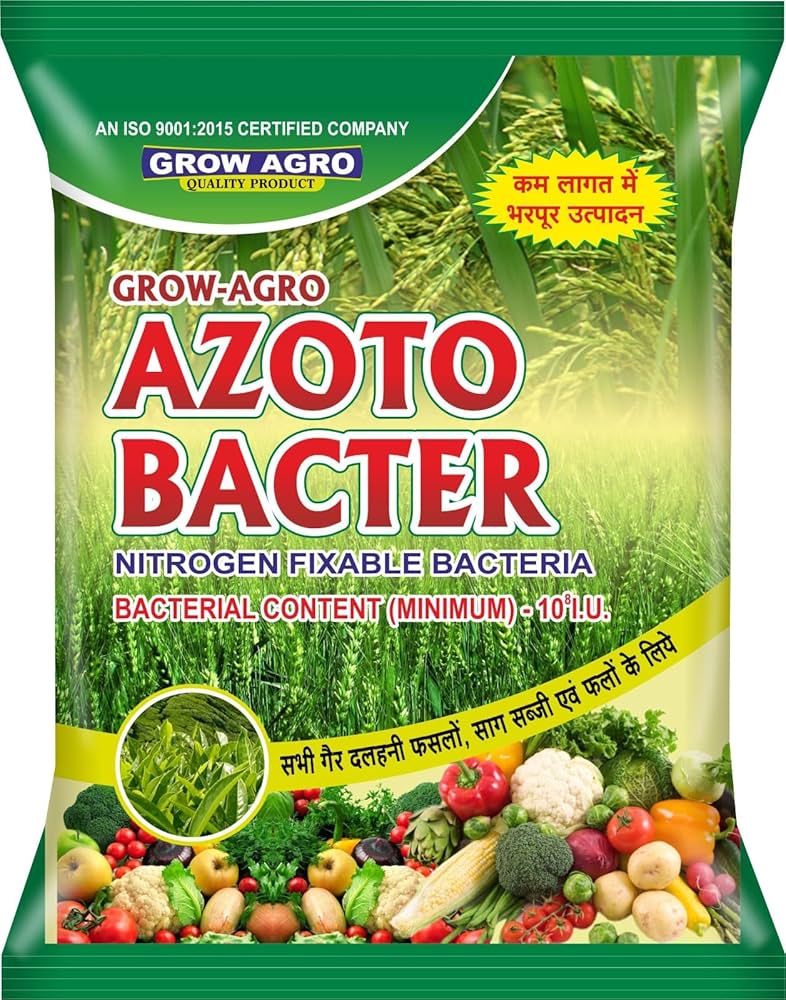 AN ISO 9001:2015 CERTIFIED COMPANY
GROW AGRO
QUALITY PRODUCT
कम लागत में
भरपूर उत्पादन
GROW-AGRO
AZOTO
BACTER
NITROGEN FIXABLE BACTERIA
BACTERIAL CONTENT (MINIMUM) - 10⁸I.U.
सभी गैर दलहनी फसलों, साग सब्जी एवं फलों के लिये